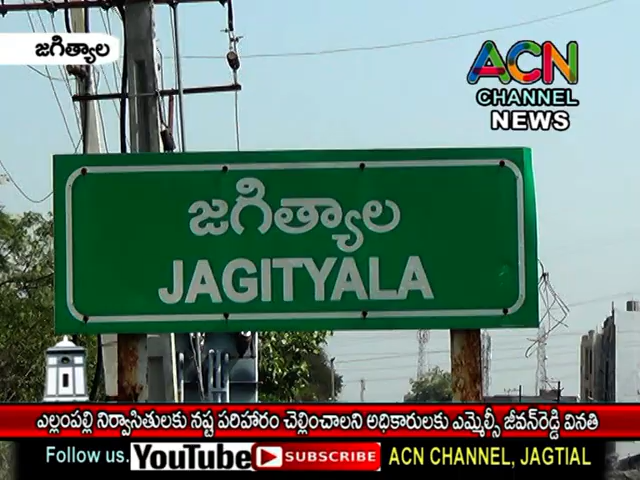 జగిత్యాల
ACN
CHANNEL
NEWS
జగిత్యాల
JAGITYALA
ఎల్లంపల్లి నిర్వాసితులకు నష్ట పరిహారం చెల్లించాలని అధికారులకు ఎమ్మెల్సీ జీవన్‌రెడ్డి వినతి
Follow us. YouTube SUBSCRIBE ACN CHANNEL, JAGTIAL